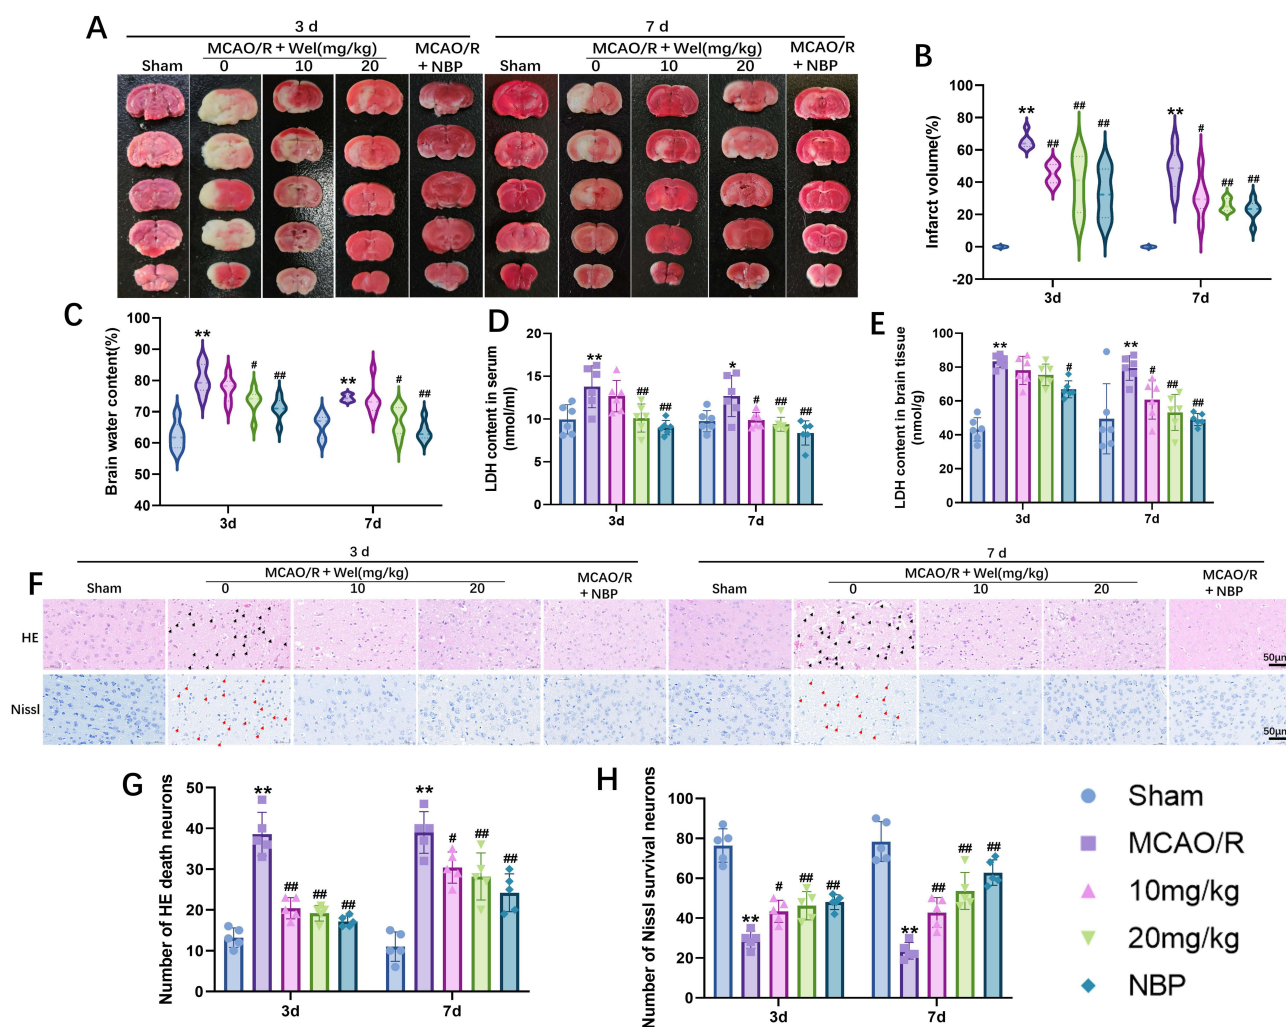 A
3 d
7 d
MCAO/R + Wel(mg/kg)
MCAO/R
+ NBP
MCAO/R + Wel(mg/kg)
MCAO/R
+ NBP
Sham
0
10
20
Sham
0
10
20
B
Infarct volume(%)
100
80
60
40
20
0
-20
**
##
##
##
**
#
##
##
3d
7d
C
Brain water content(%)
100
90
80
70
60
50
40
**
#
##
**
#
##
3d
7d
D
LDH content in serum
(nmol/ml)
20
15
10
5
0
**
##
##
*
#
##
##
3d
7d
E
LDH content in brain tissue
(nmol/g)
100
80
60
40
20
0
**
#
**
#
##
##
3d
7d
F
3 d
7 d
Sham
MCAO/R + Wel(mg/kg)
0
10
20
MCAO/R
+ NBP
Sham
MCAO/R + Wel(mg/kg)
0
10
20
MCAO/R
+ NBP
HE
50μm
Nissl
50μm
G
Number of HE death neurons
50
40
30
20
10
0
**
##
##
##
**
#
##
##
3d
7d
H
Number of Nissl survival neurons
100
80
60
40
20
0
**
#
##
##
**
##
##
##
3d
7d
Sham
MCAO/R
10mg/kg
20mg/kg
NBP